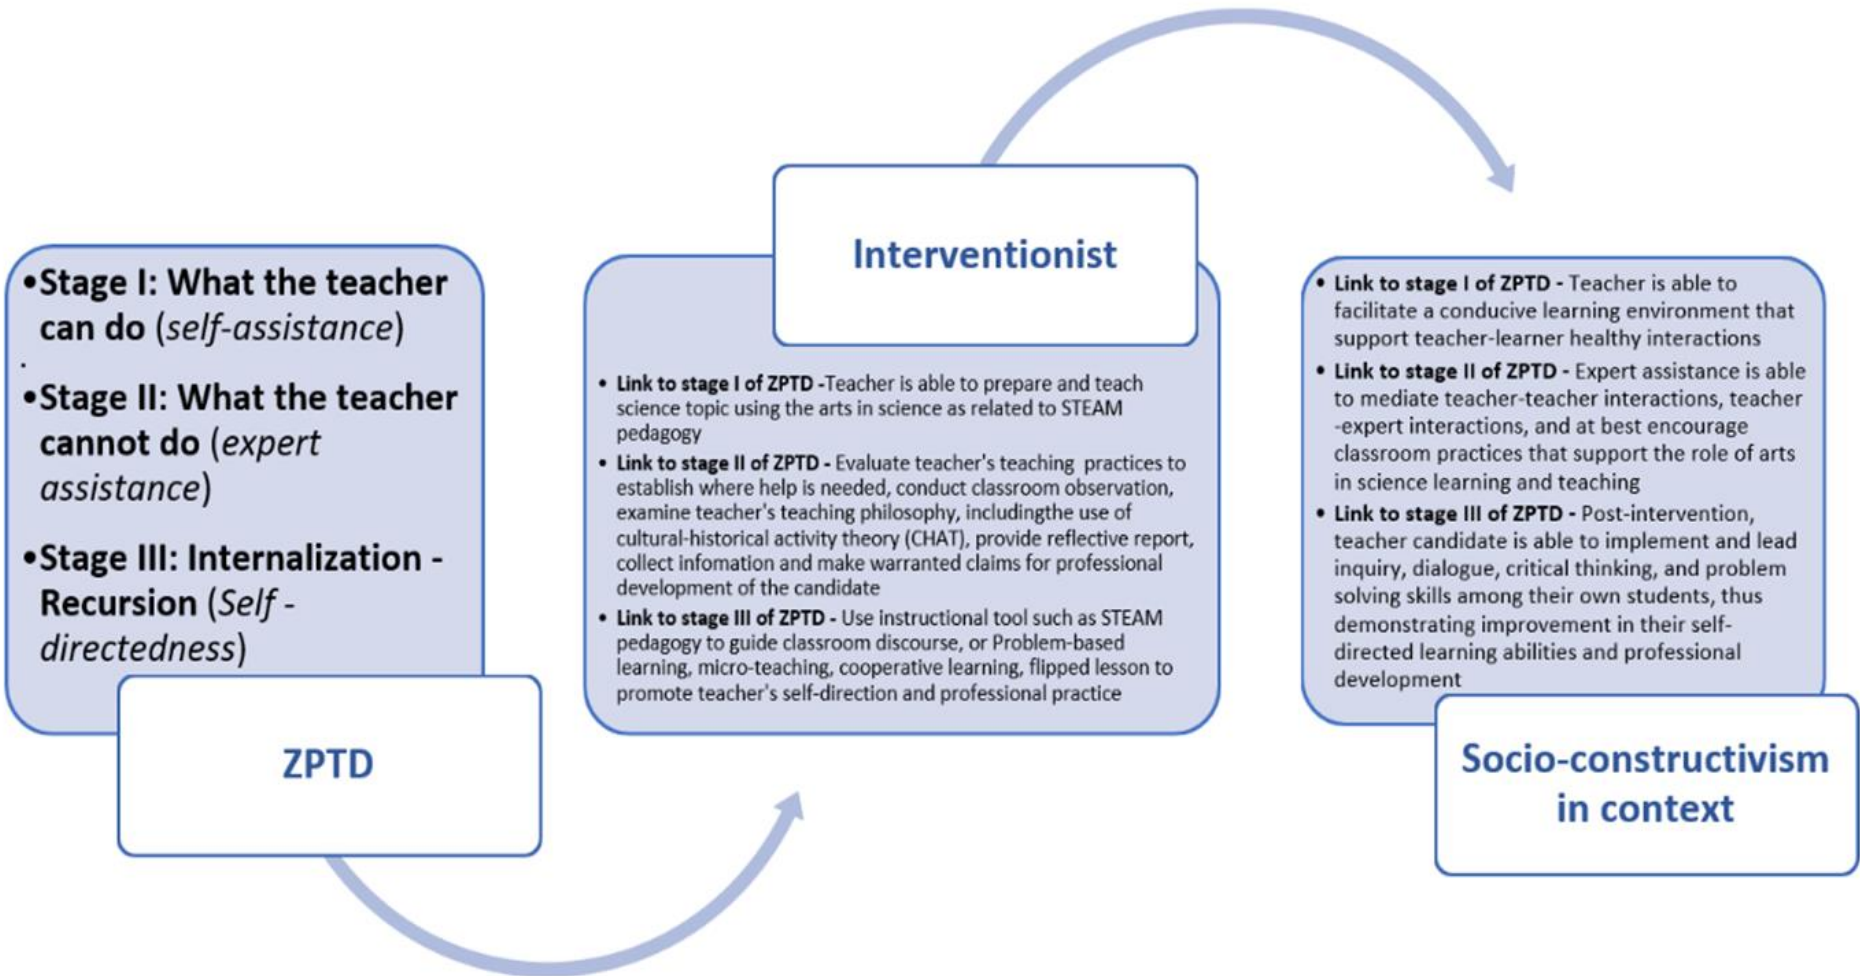 •Stage I: What the teacher
can do (self-assistance)
.
•Stage II: What the teacher
cannot do (expert
assistance)
•Stage III: Internalization -
Recursion (Self -
directedness)
ZPTD
Interventionist
• Link to stage I of ZPTD -Teacher is able to prepare and teach
science topic using the arts in science as related to STEAM
pedagogy
• Link to stage II of ZPTD - Evaluate teacher's teaching practices to
establish where help is needed, conduct classroom observation,
examine teacher's teaching philosophy, includingthe use of
cultural-historical activity theory (CHAT), provide reflective report,
collect infomation and make warranted claims for professional
development of the candidate
• Link to stage III of ZPTD - Use instructional tool such as STEAM
pedagogy to guide classroom discourse, or Problem-based
learning, micro-teaching, cooperative learning, flipped lesson to
promote teacher's self-direction and professional practice
• Link to stage I of ZPTD - Teacher is able to
facilitate a conducive learning environment that
support teacher-learner healthy interactions
• Link to stage II of ZPTD - Expert assistance is able
to mediate teacher-teacher interactions, teacher
-expert interactions, and at best encourage
classroom practices that support the role of arts
in science learning and teaching
• Link to stage III of ZPTD - Post-intervention,
teacher candidate is able to implement and lead
inquiry, dialogue, critical thinking, and problem
solving skills among their own students, thus
demonstrating improvement in their self-
directed learning abilities and professional
development
Socio-constructivism
in context